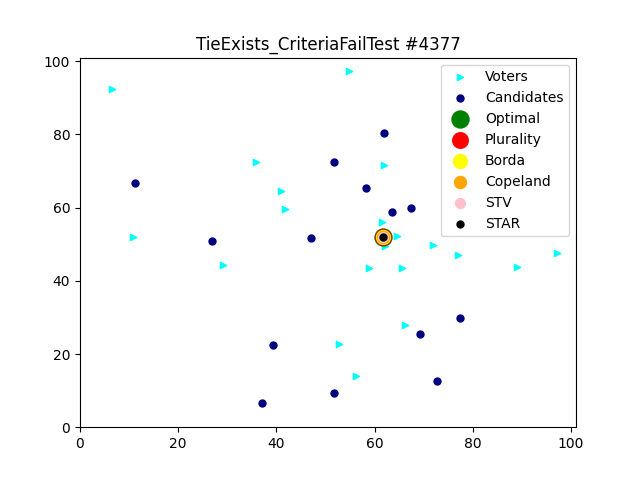 TieExists_CriteriaFailTest #4377
100
80
60
40
20
0
0
20
40
60
80
100
Voters
Candidates
Optimal
Plurality
Borda
Copeland
STV
STAR